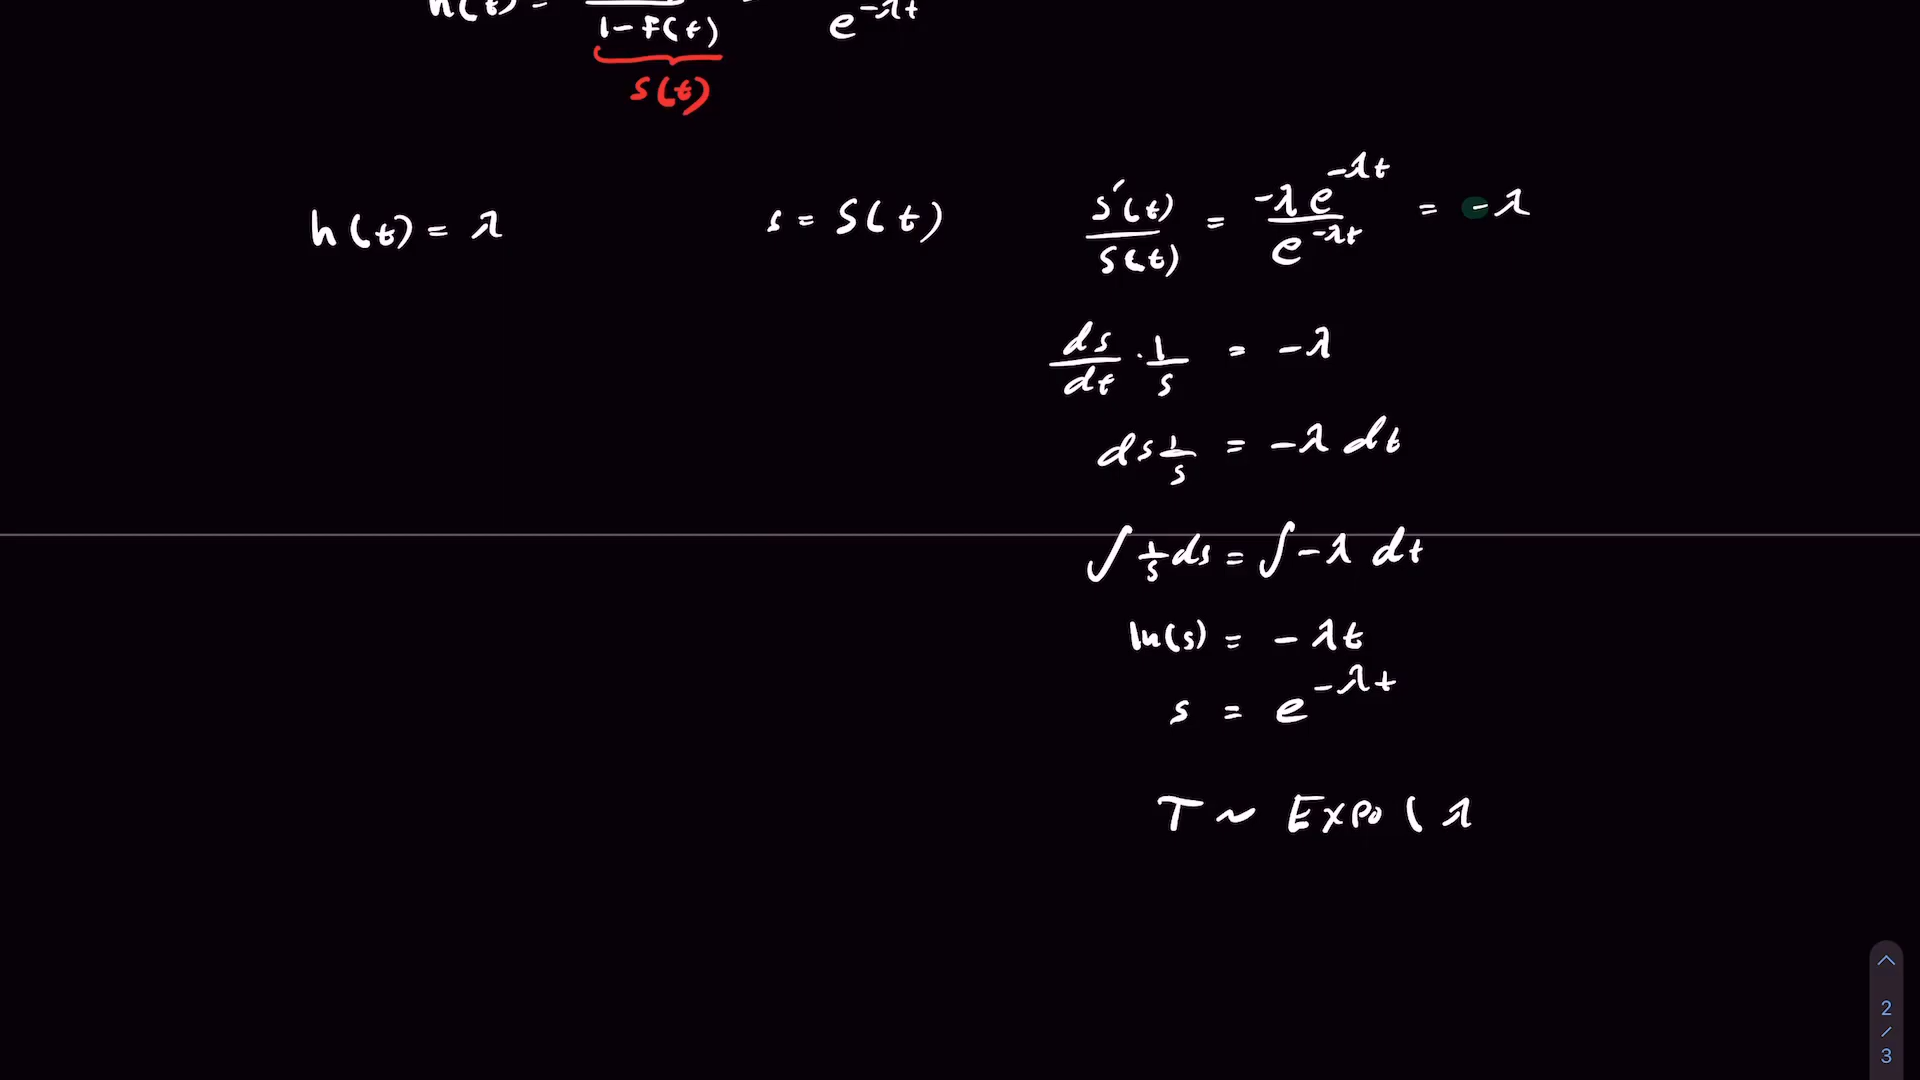 h(t) = 1-F(t) = e^{-λt}
s(t)
h(t) = λ
s = S(t)
s'(t)/s(t) = -λe^{-λt}/e^{-λt} = -λ
ds/dt · 1/s = -λ
ds 1/s = -λ dt
∫ 1/s ds = ∫ -λ dt
ln(s) = -λt
s = e^{-λt}
T ~ Expo ( λ
2
/
3